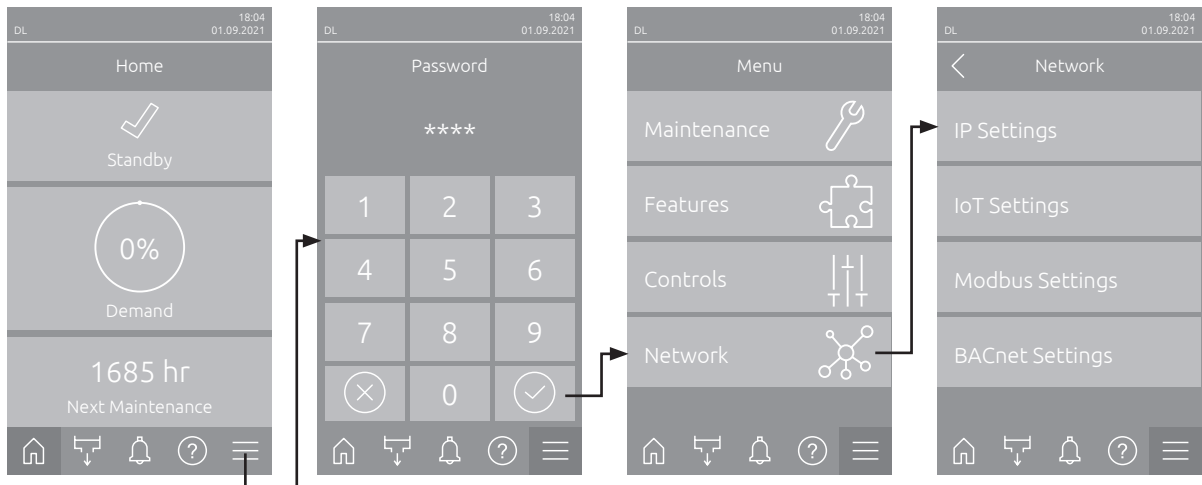 18:04
DL 01.09.2021
Home
Standby
0%
Demand
1685 hr
Next Maintenance
?
18:04
DL 01.09.2021
Password
****
1 2 3
4 5 6
7 8 9
0
?
18:04
DL 01.09.2021
Menu
Maintenance
Features
Controls
Network
?
18:04
DL 01.09.2021
Network
IP Settings
IoT Settings
Modbus Settings
BACnet Settings
?